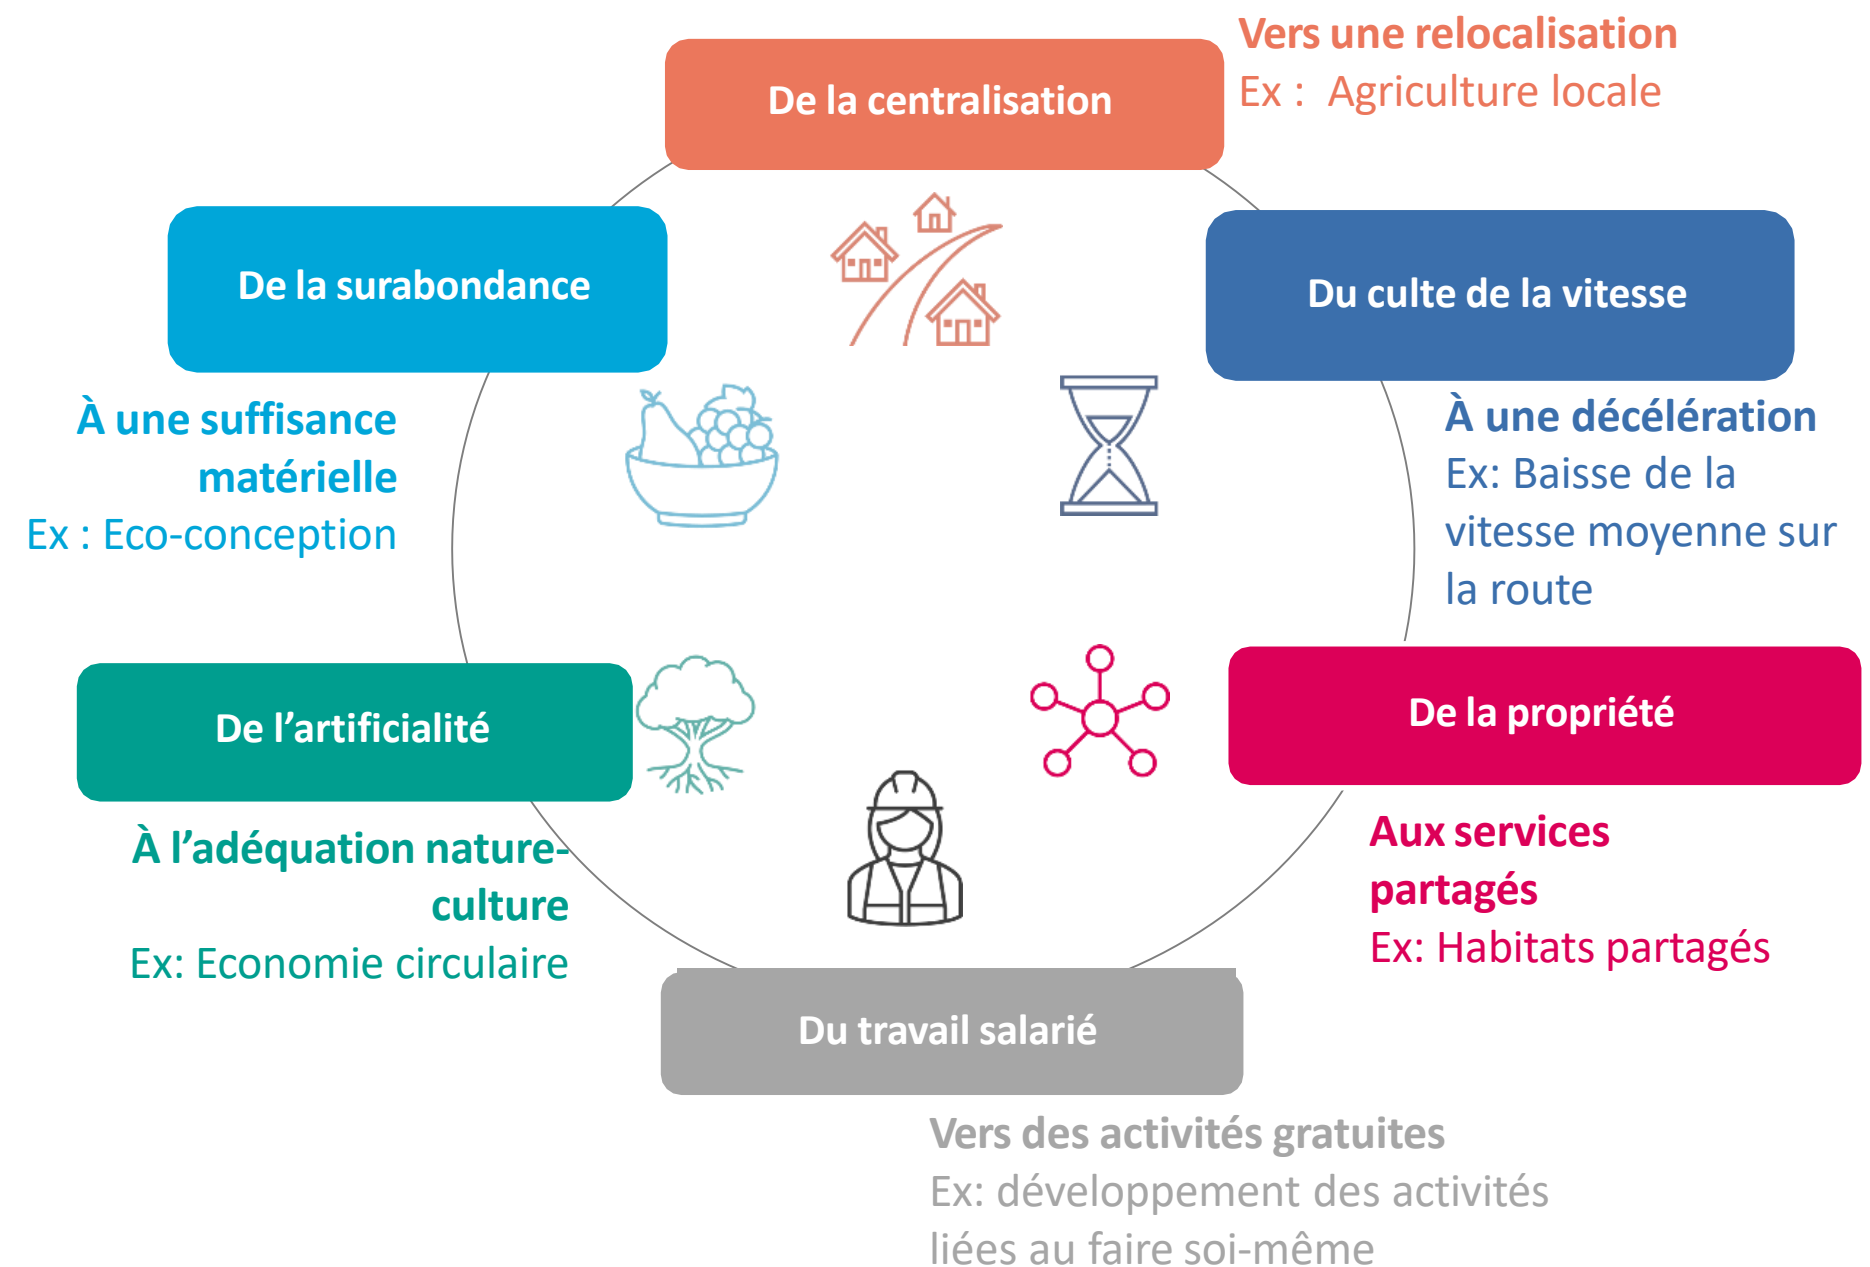 De la centralisation
Vers une relocalisation
Ex :  Agriculture locale
Du culte de la vitesse
À une décélération
Ex: Baisse de la
vitesse moyenne sur
la route
De la propriété
Aux services
partagés
Ex: Habitats partagés
Du travail salarié
Vers des activités gratuites
Ex: développement des activités
liées au faire soi-même
De l’artificialité
À l’adéquation nature-
culture
Ex: Economie circulaire
De la surabondance
À une suffisance
matérielle
Ex : Eco-conception